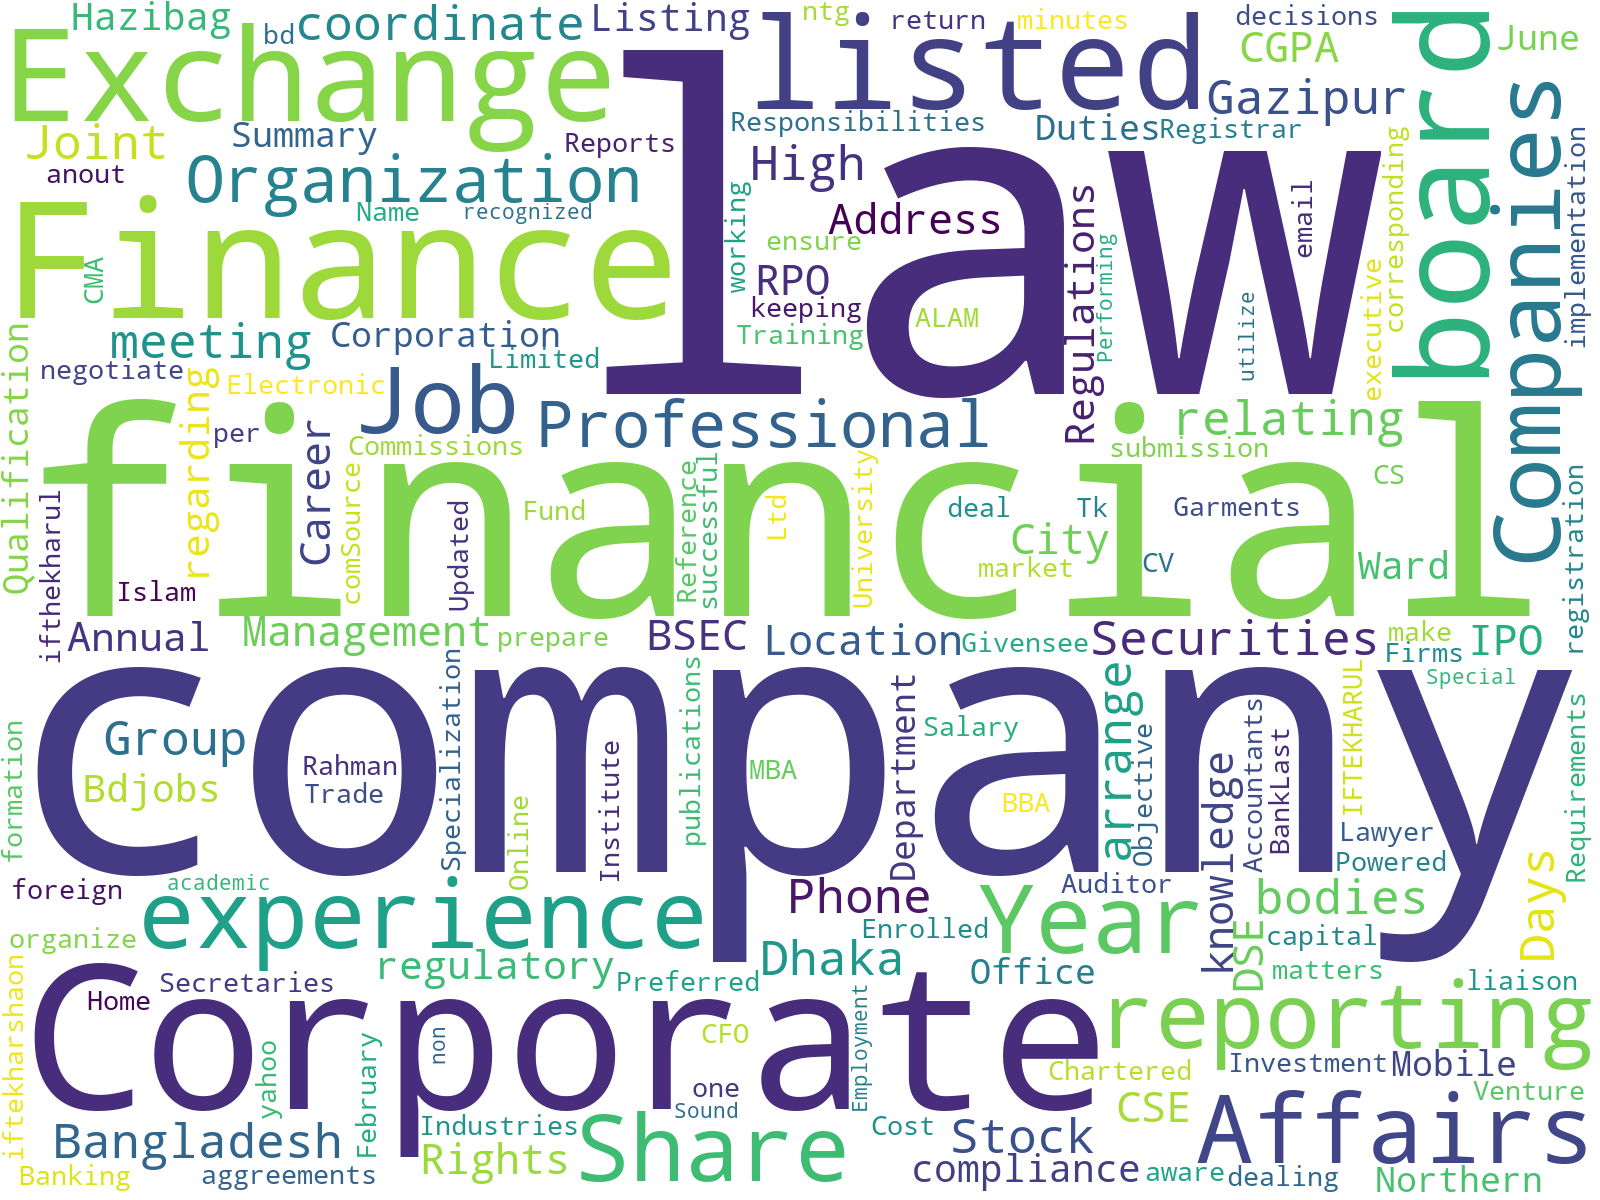 Hazibag
bd
coordinate
Listing
ntg
return
minutes
decisions
CGPA
June
Exchange
law
listed
board
Gazipur
Companies
Joint
Summary
Reports
Responsibilities
Duties
Registrar
anout
Organization
High
implementation
corresponding
Name
recognized
working
Address
Regulations
email
Finance
CMA
ensure
RPO
keeping
ALAM
Training
Performing
utilize
executive
meeting
Corporation
Limited
negotiate
Electronic
Job
Qualification
regarding
per
Career
Commissions
Professional
relating
submission
financial
iftekharul
comSource
Updated
Fund
Reference
successful
Ltd
University
deal
Tk
Garments
CS
City
market
CV
Ward
registration
Islam
Annual
Management
prepare
BSEC
Location
Givensee
Securities
make
Firms
IPO
Special
company
formation
Group
Bdjobs
Rahman
Trade
Specialization
Online
Institute
publications
MBA
Department
Salary
BBA
arrange
Objective
knowledge
Accountants
BankLast
IFTEKHARUL
Lawyer
Powered
Requirements
Days
foreign
academic
experience
Phone
Auditor
Year
bodies
organize
Enrolled
DSE
capital
iftekharshaon
Secretaries
Home
regulatory
Preferred
Dhaka
Office
matters
liaison
Corporate
reporting
yahoo
February
non
CFO
one
Sound
Employment
Chartered
Investment
Mobile
Venture
Bangladesh
Industries
Share
Cost
Stock
CSE
Affairs
Banking
aggreements
Rights
compliance
aware
dealing
Northern